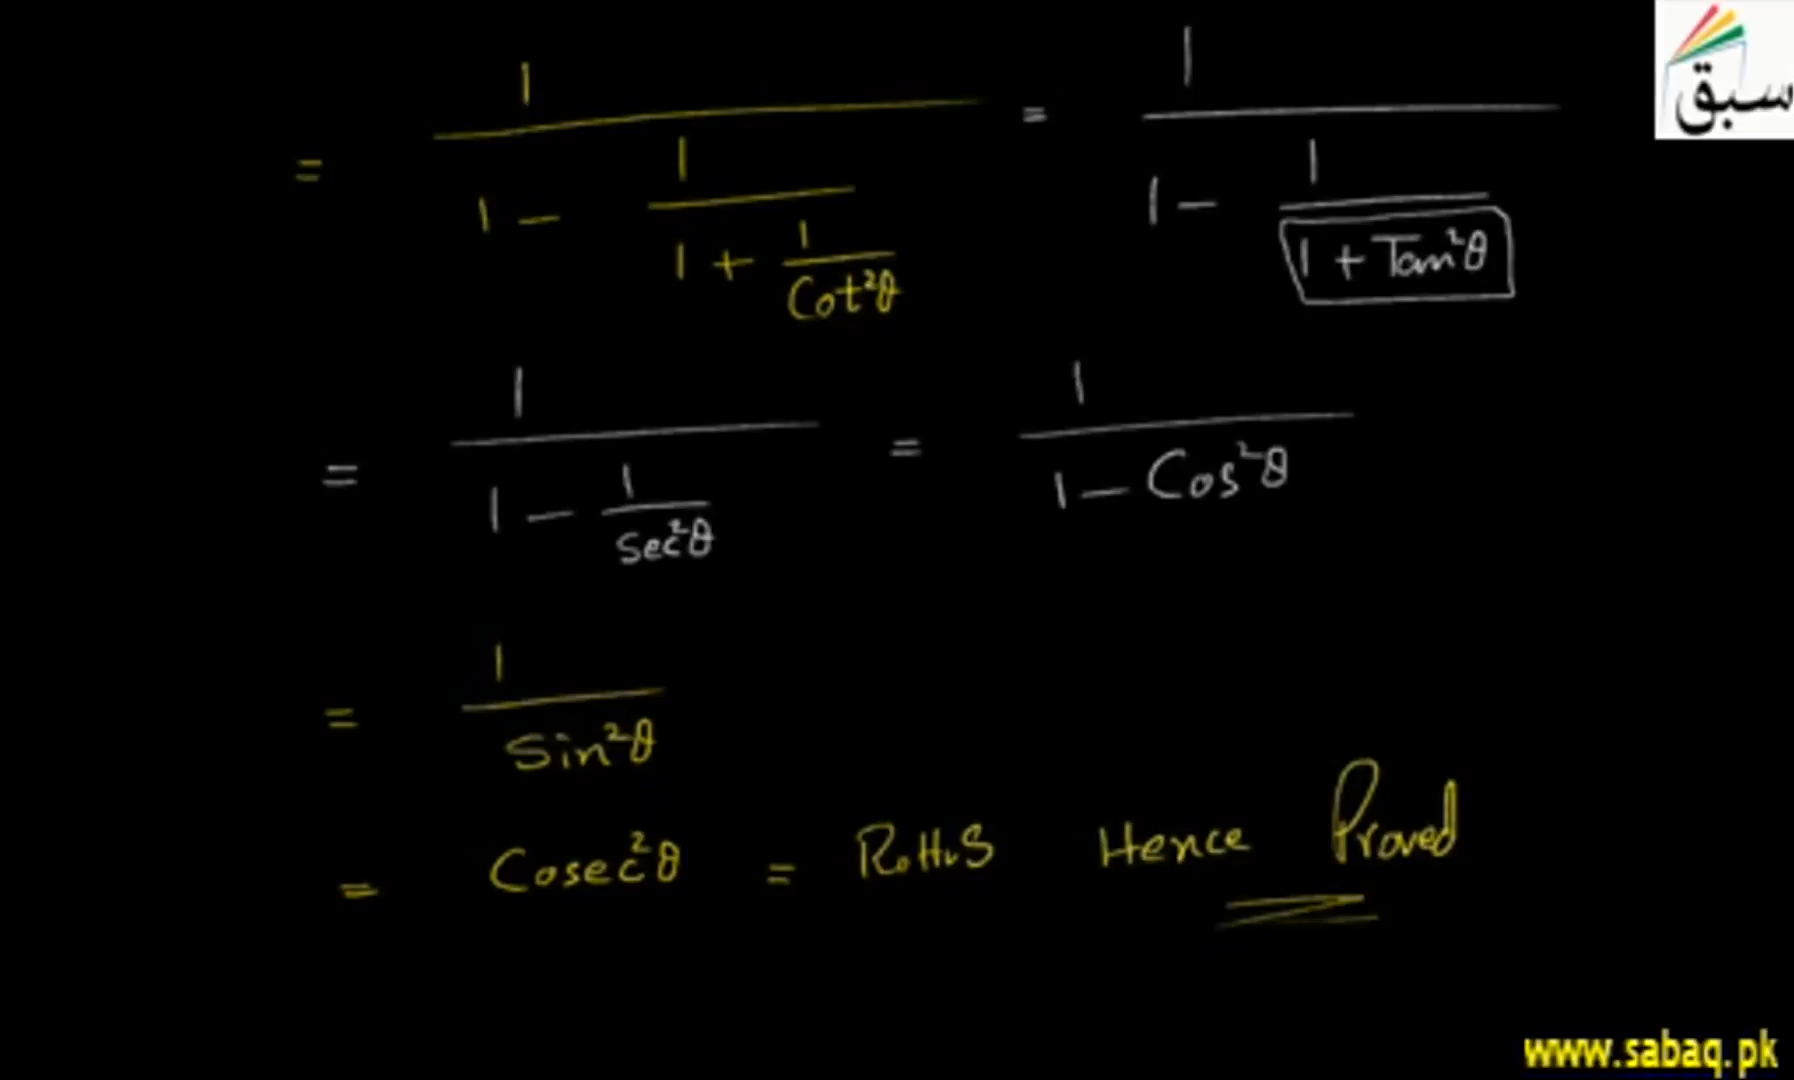 سبق
= 1 / (1 - 1 / (1 + 1 / Cot²θ)) = 1 / (1 - 1 / (1 + Tan²θ))
= 1 / (1 - 1 / Sec²θ) = 1 / (1 - Cos²θ)
= 1 / Sin²θ
= Cosec²θ = R.H.S Hence Proved
www.sabaq.pk